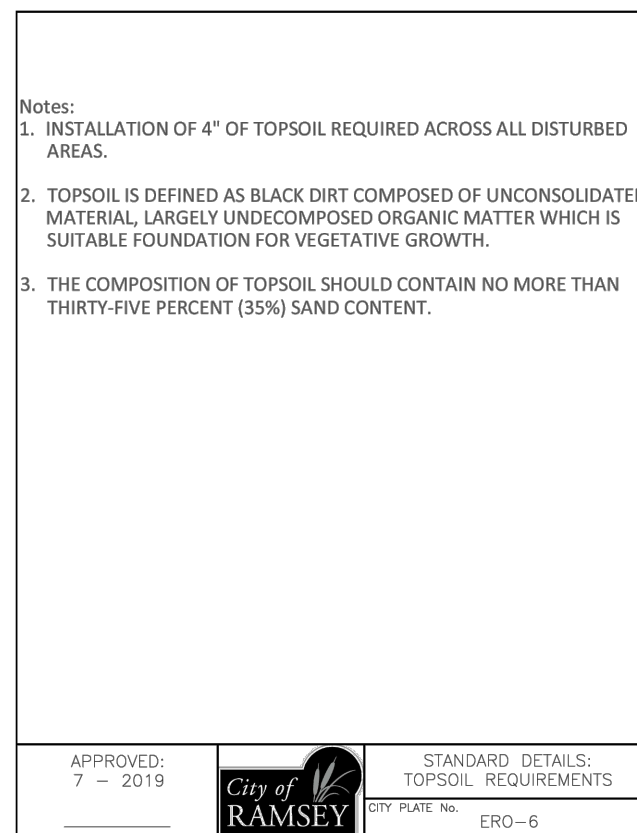 Notes:
1. INSTALLATION OF 4" OF TOPSOIL REQUIRED ACROSS ALL DISTURBED
AREAS.
2. TOPSOIL IS DEFINED AS BLACK DIRT COMPOSED OF UNCONSOLIDATED
MATERIAL, LARGELY UNDECOMPOSED ORGANIC MATTER WHICH IS
SUITABLE FOUNDATION FOR VEGETATIVE GROWTH.
3. THE COMPOSITION OF TOPSOIL SHOULD CONTAIN NO MORE THAN
THIRTY-FIVE PERCENT (35%) SAND CONTENT.
APPROVED:
7 – 2019
City of
RAMSEY
STANDARD DETAILS:
TOPSOIL REQUIREMENTS
CITY PLATE No.
ERO–6